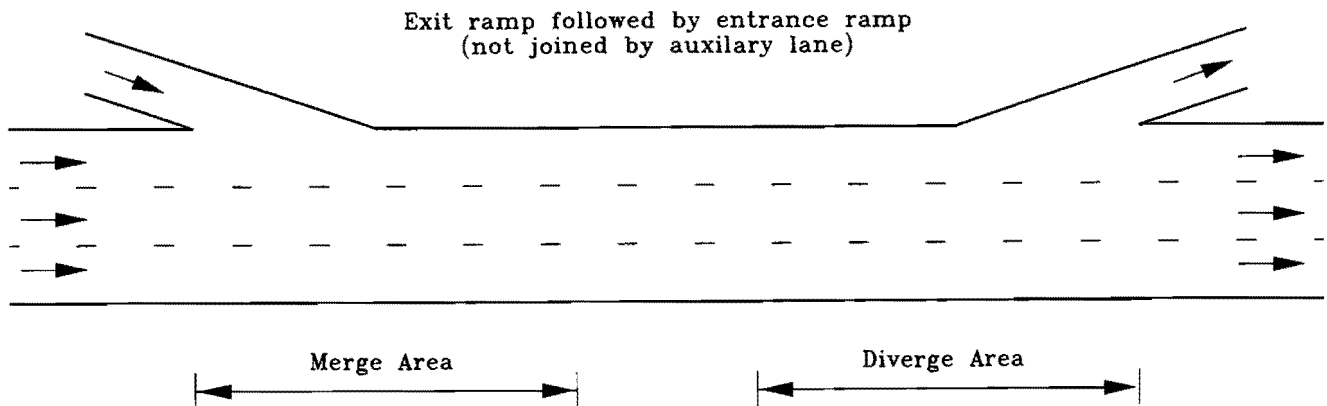 Exit ramp followed by entrance ramp
(not joined by auxilary lane)
Merge Area
Diverge Area